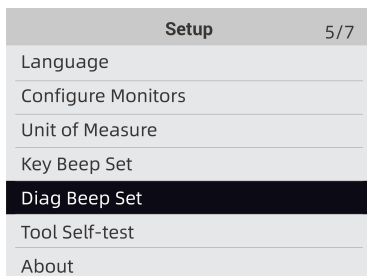 Setup 5/7
Language
Configure Monitors
Unit of Measure
Key Beep Set
Diag Beep Set
Tool Self-test
About